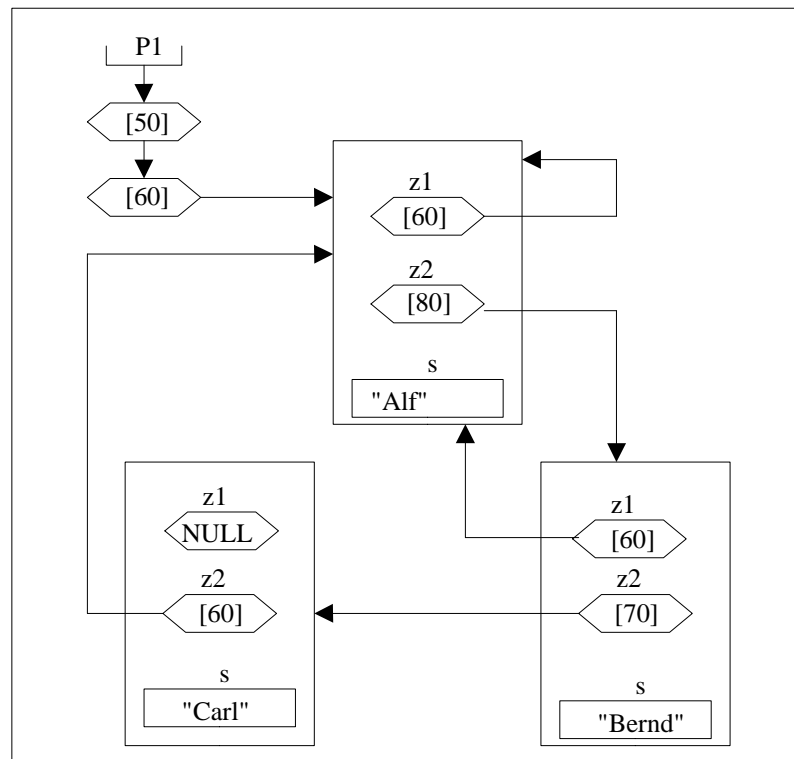 P1
[50]
[60]
z1
[60]
z2
[80]
s
"Alf"
z1
NULL
z2
[60]
s
"Carl"
z1
[60]
z2
[70]
s
"Bernd"